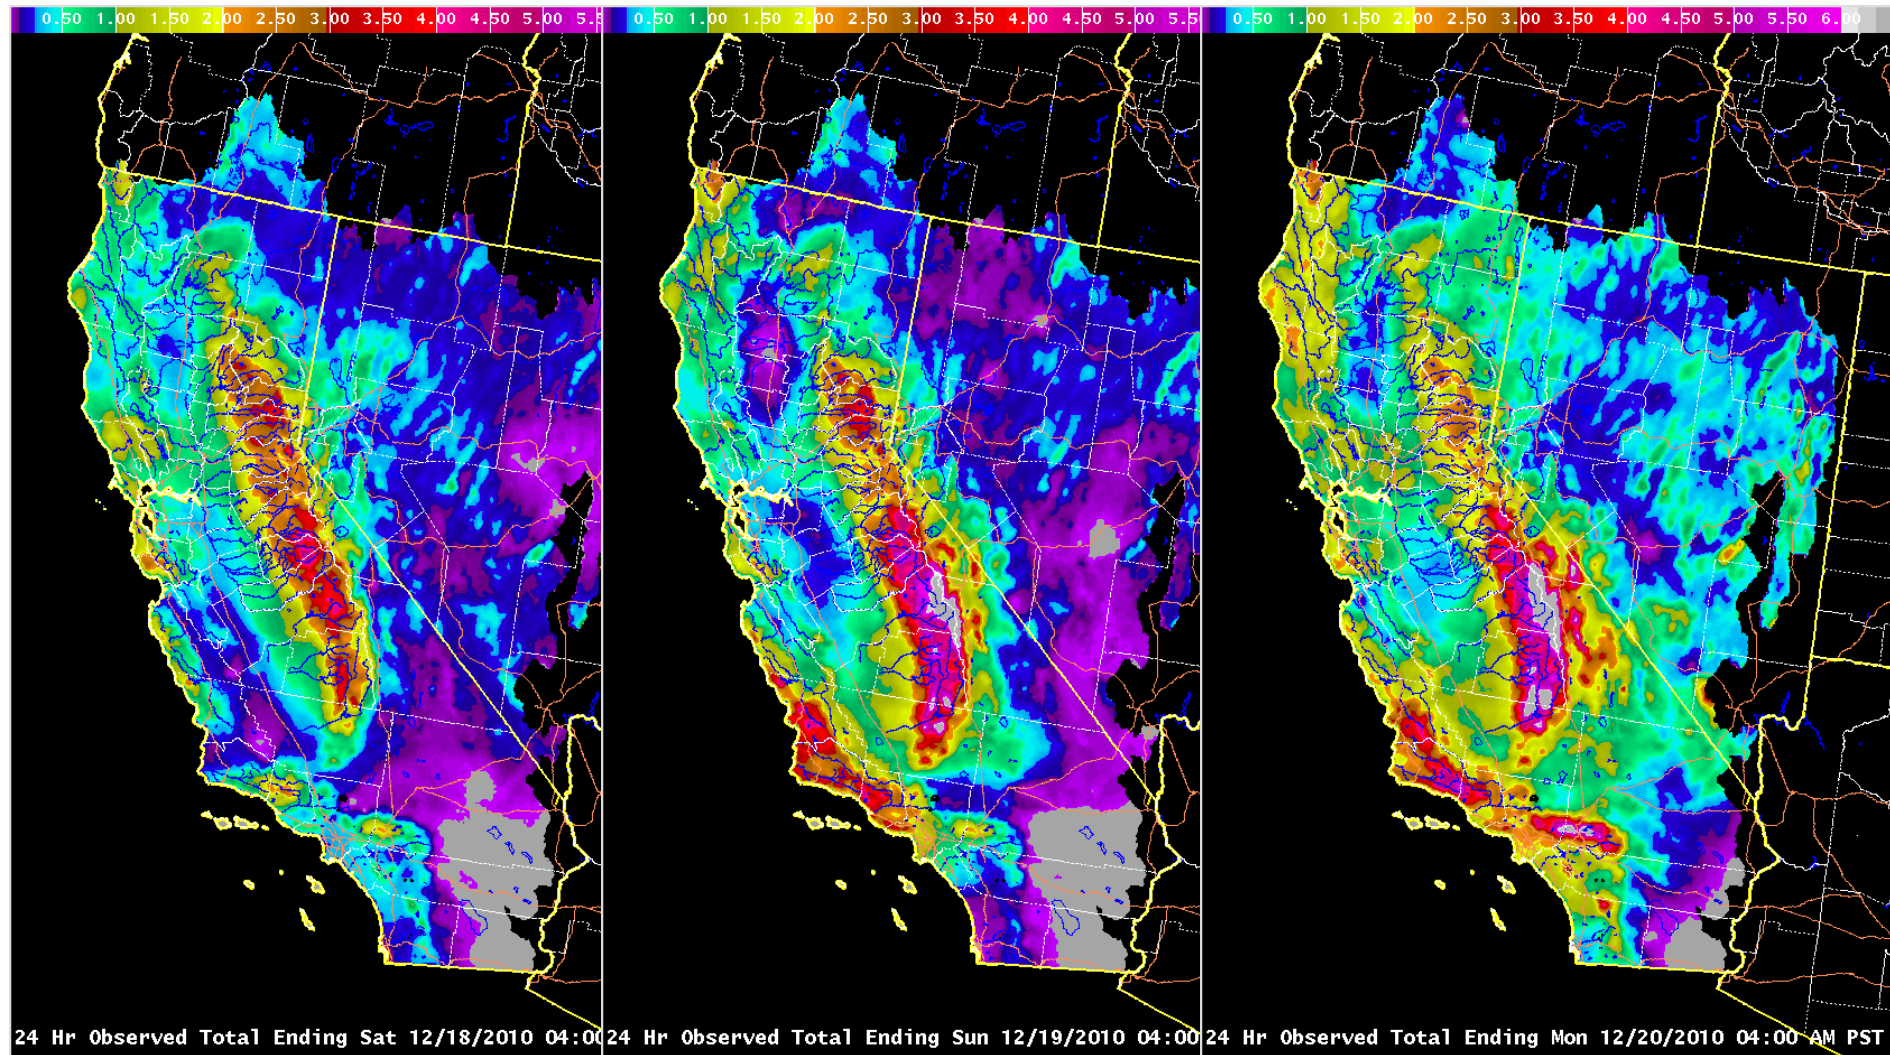 0.50 1.00 1.50 2.00 2.50 3.00 3.50 4.00 4.50 5.00 5.5
0.50 1.00 1.50 2.00 2.50 3.00 3.50 4.00 4.50 5.00 5.5
0.50 1.00 1.50 2.00 2.50 3.00 3.50 4.00 4.50 5.00 5.50 6.00
24 Hr Observed Total Ending Sat 12/18/2010 04:00
24 Hr Observed Total Ending Sun 12/19/2010 04:00
24 Hr Observed Total Ending Mon 12/20/2010 04:00 AM PST